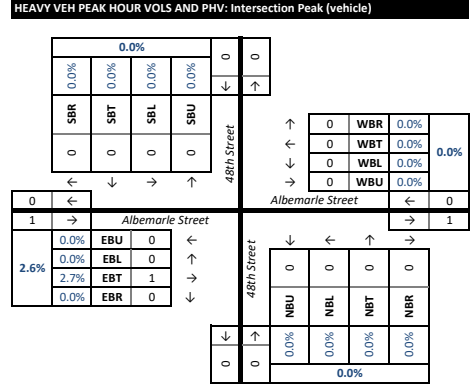 HEAVY VEH PEAK HOUR VOLS AND PHV: Intersection Peak (vehicle)
0.0%
0 0
0.0% 0.0% 0.0% 0.0%
↓ ↑
SBR SBT SBL SBU
0 0 0 0
48th Street
← ↓ → ↑
↑ 0 WBR 0.0%
← 0 WBT 0.0%
↓ 0 WBL 0.0%
→ 0 WBU 0.0%
0.0%
Albemarle Street
0 ←
← 0
1 →
Albemarle Street
→ 1
2.6%
0.0% EBU 0 ←
0.0% EBL 0 ↑
2.7% EBT 1 →
0.0% EBR 0 ↓
48th Street
↓ ← ↑ →
0 0 0 0
NBU NBL NBT NBR
↓ ↑
0.0% 0.0% 0.0% 0.0%
0 0
0.0%